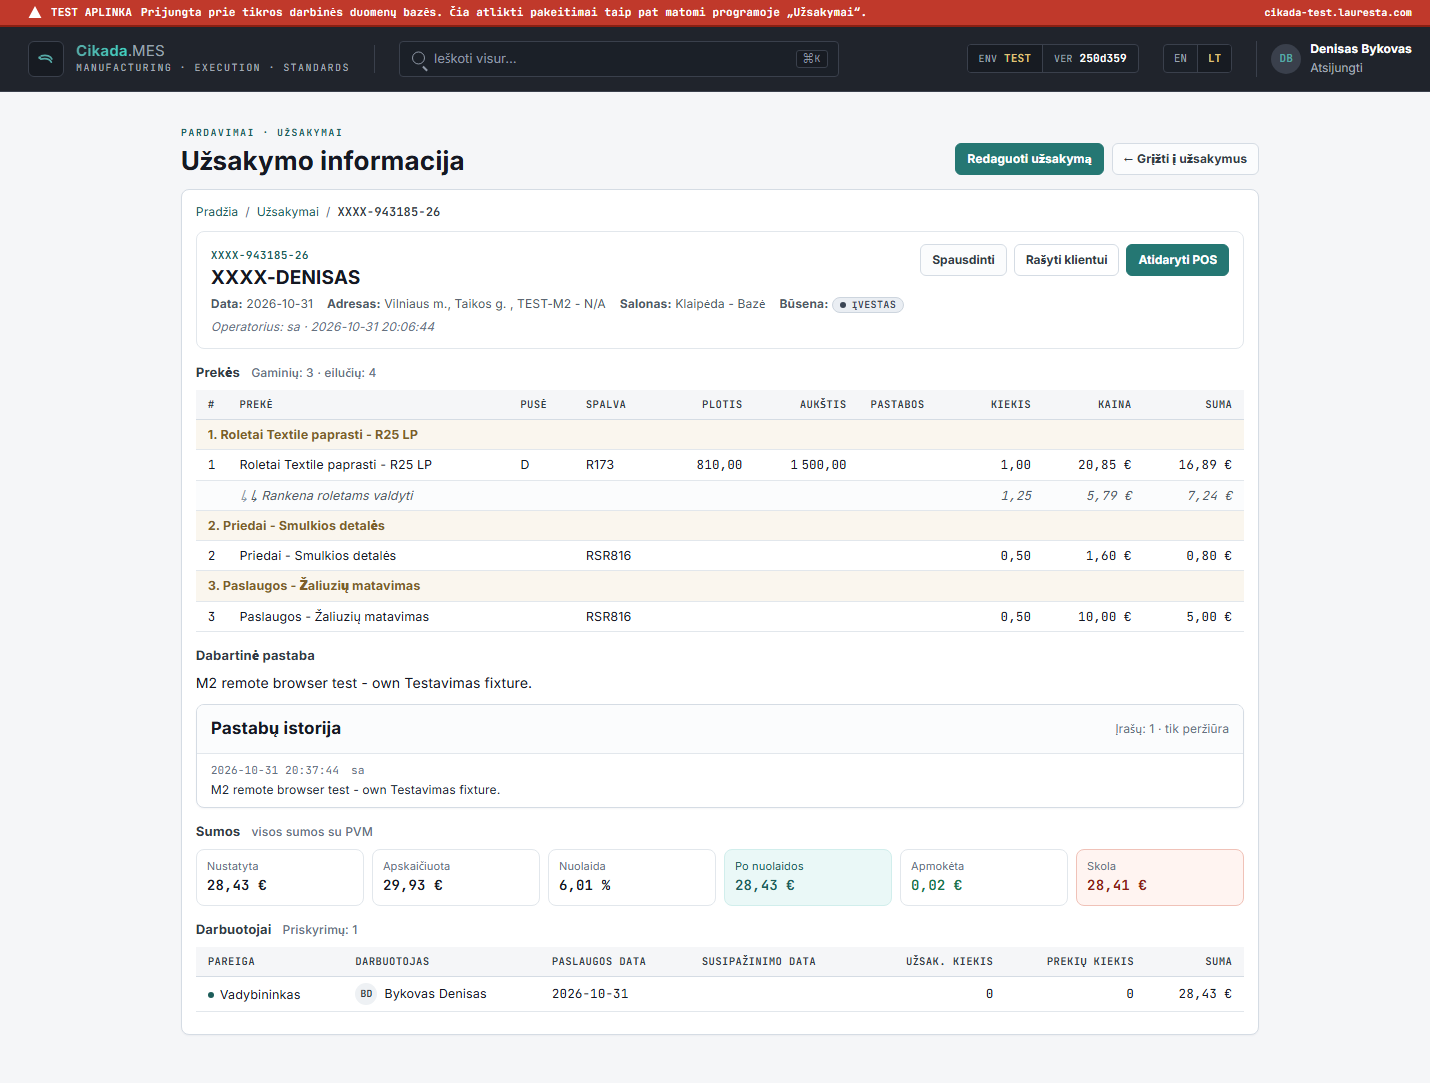 TEST APLINKA Prijungta prie tikros darbinės duomenų bazės. Čia atlikti pakeitimai taip pat matomi programoje „Užsakymai“.
cikada-test.lauresta.com
Cikada.MES
MANUFACTURING · EXECUTION · STANDARDS
Ieškoti visur...
⌘K
ENV TEST
VER 250d359
EN
LT
DB
Denisas Bykovas
Atsijungti
PARDAVIMAI · UŽSAKYMAI
Užsakymo informacija
Redaguoti užsakymą
← Grįžti į užsakymus
Pradžia / Užsakymai / XXXX-943185-26
XXXX-943185-26
XXXX-DENISAS
Spausdinti
Rašyti klientui
Atidaryti POS
Data: 2026-10-31 Adresas: Vilniaus m., Taikos g. , TEST-M2 - N/A Salonas: Klaipėda - Bazė Būsena: ĮVESTAS
Operatorius: sa · 2026-10-31 20:06:44
Prekės Gaminių: 3 · eilučių: 4
# PREKĖ PUSĖ SPALVA PLOTIS AUKŠTIS PASTABOS KIEKIS KAINA SUMA
1. Roletai Textile paprasti - R25 LP
1 Roletai Textile paprasti - R25 LP D R173 810,00 1 500,00 1,00 20,85 € 16,89 €
↳ ↳ Rankena roletams valdyti 1,25 5,79 € 7,24 €
2. Priedai - Smulkios detalės
2 Priedai - Smulkios detalės RSR816 0,50 1,60 € 0,80 €
3. Paslaugos - Žaliuzių matavimas
3 Paslaugos - Žaliuzių matavimas RSR816 0,50 10,00 € 5,00 €
Dabartinė pastaba
M2 remote browser test - own Testavimas fixture.
Pastabų istorija
Įrašų: 1 · tik peržiūra
2026-10-31 20:37:44 sa
M2 remote browser test - own Testavimas fixture.
Sumos visos sumos su PVM
Nustatyta Apskaičiuota Nuolaida Po nuolaidos Apmokėta Skola
28,43 € 29,93 € 6,01 % 28,43 € 0,02 € 28,41 €
Darbuotojai Priskyrimų: 1
PAREIGA DARBUOTOJAS PASLAUGOS DATA SUSIPAŽINIMO DATA UŽSAK. KIEKIS PREKIŲ KIEKIS SUMA
Vadybininkas BD Bykovas Denisas 2026-10-31 0 0 28,43 €